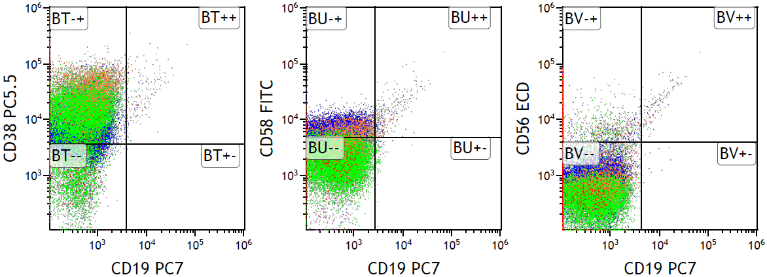 BT-+
BT++
BT--
BT+-
CD38 PC5.5
10⁶
10⁵
10⁴
10³
10³ 10⁴ 10⁵ 10⁶
CD19 PC7
BU-+
BU++
BU--
BU+-
CD58 FITC
10⁶
10⁵
10⁴
10³
10³ 10⁴ 10⁵ 10⁶
CD19 PC7
BV-+
BV++
BV--
BV+-
CD56 ECD
10⁶
10⁵
10⁴
10³
10³ 10⁴ 10⁵ 10⁶
CD19 PC7